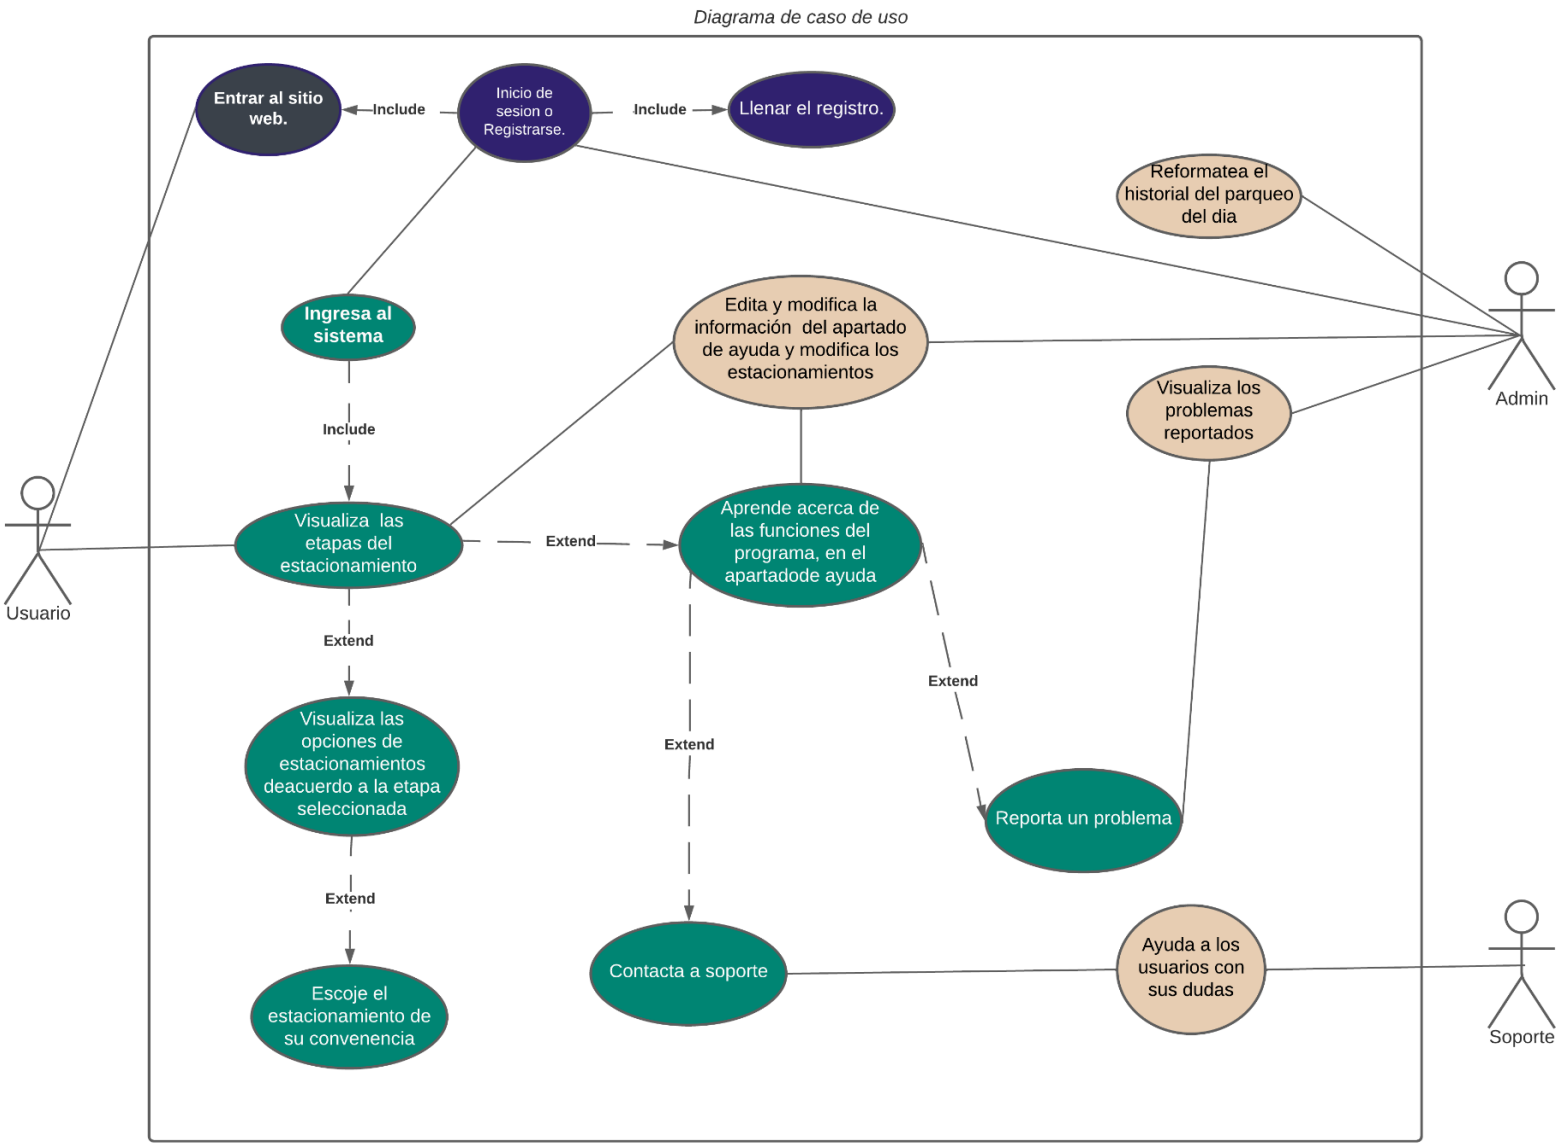 Diagrama de caso de uso
Entrar al sitio
web.
Include
Inicio de
sesion o
Registrarse.
Include
Llenar el registro.
Reformatea el
historial del parqueo
del dia
Ingresa al
sistema
Edita y modifica la
información del apartado
de ayuda y modifica los
estacionamientos
Visualiza los
problemas
reportados
Admin
Include
Usuario
Visualiza las
etapas del
estacionamiento
Extend
Aprende acerca de
las funciones del
programa, en el
apartadode ayuda
Extend
Extend
Extend
Visualiza las
opciones de
estacionamientos
deacuerdo a la etapa
seleccionada
Reporta un problema
Extend
Escoje el
estacionamiento de
su convenencia
Contacta a soporte
Ayuda a los
usuarios con
sus dudas
Soporte